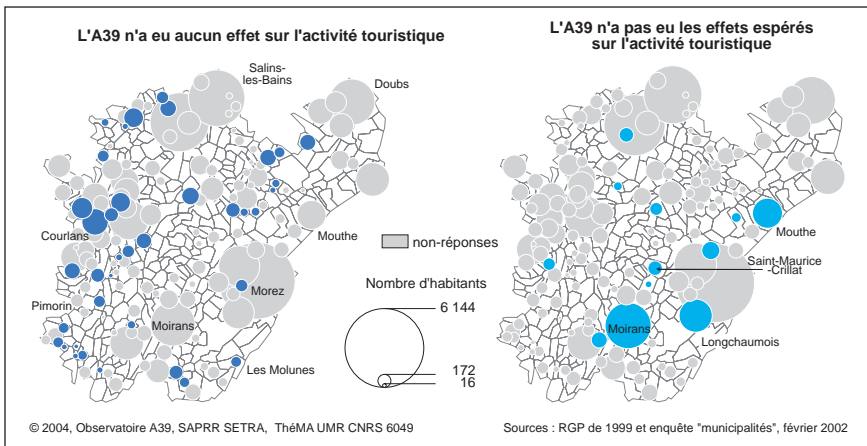 L'A39 n'a eu aucun effet sur l'activité touristique
L'A39 n'a pas eu les effets espérés
sur l'activité touristique
Salins-
les-Bains
Doubs
Courlans
Mouthe
Pimorin
Morez
Moirans
Les Molunes
non-réponses
Nombre d'habitants
6 144
172
16
Mouthe
Saint-Maurice
-Crillat
Moirans
Longchaumois
© 2004, Observatoire A39, SAPRR SETRA, ThéMA UMR CNRS 6049
Sources : RGP de 1999 et enquête "municipalités", février 2002